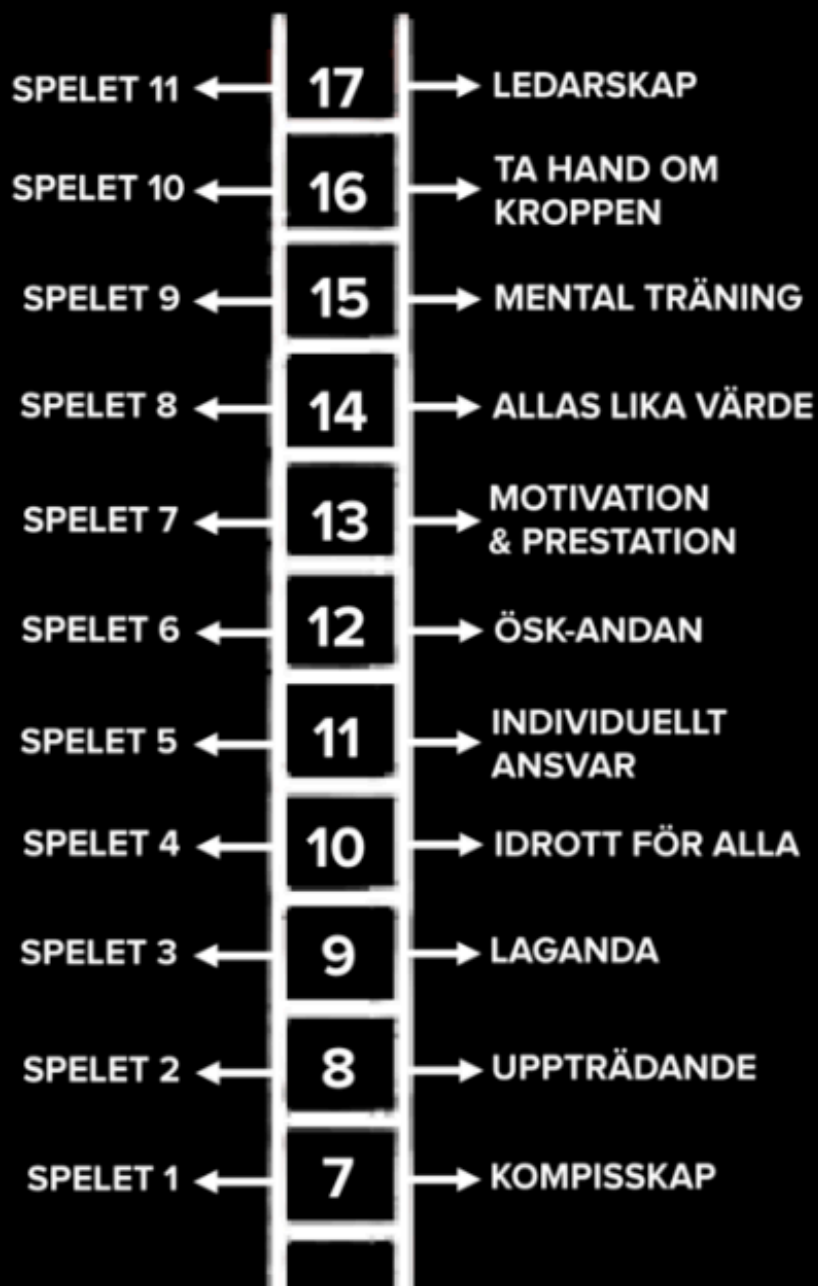 SPELET 11 17 LEDARSKAP
SPELET 10 16 TA HAND OM
KROPPEN
SPELET 9 15 MENTAL TRÄNING
SPELET 8 14 ALLAS LIKA VÄRDE
SPELET 7 13 MOTIVATION
& PRESTATION
SPELET 6 12 ÖSK-ANDAN
SPELET 5 11 INDIVIDUELLT
ANSVAR
SPELET 4 10 IDROTT FÖR ALLA
SPELET 3 9 LAGANDA
SPELET 2 8 UPPTRÄDANDE
SPELET 1 7 KOMPISSKAP